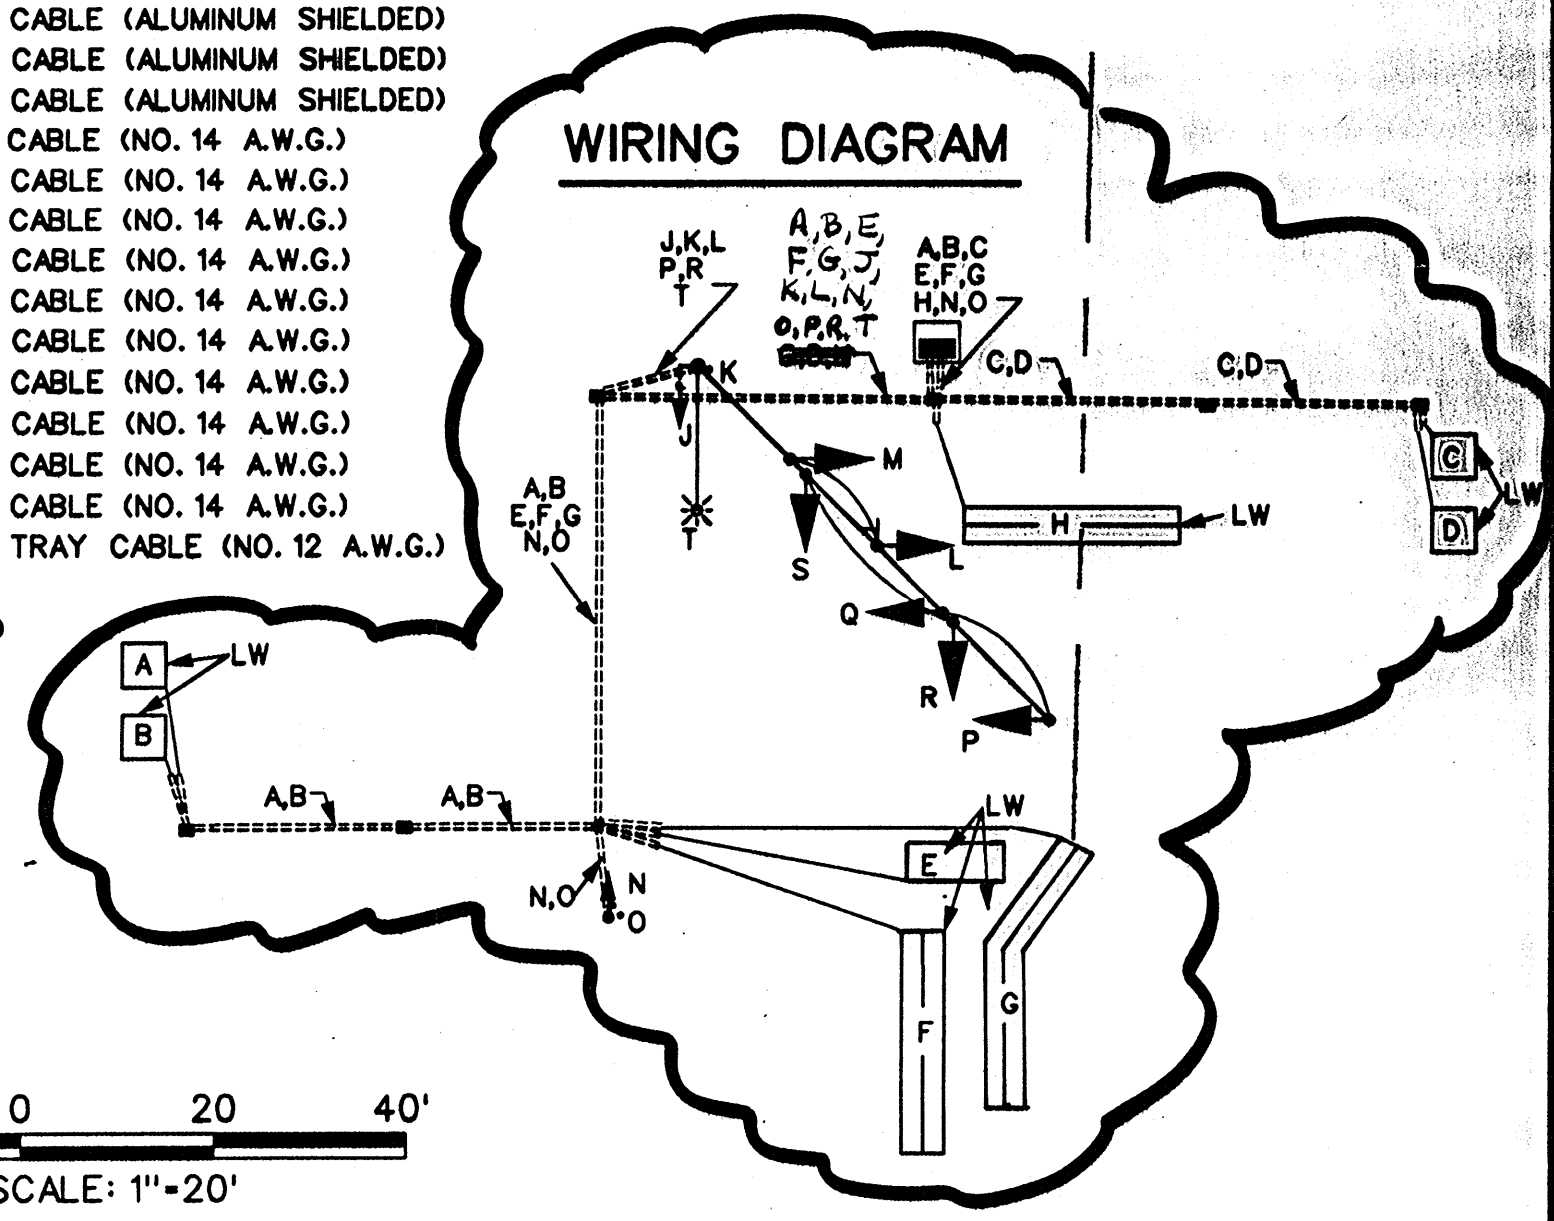 CABLE (ALUMINUM SHIELDED)
CABLE (ALUMINUM SHIELDED)
CABLE (ALUMINUM SHIELDED)
CABLE (NO. 14 A.W.G.)
CABLE (NO. 14 A.W.G.)
CABLE (NO. 14 A.W.G.)
CABLE (NO. 14 A.W.G.)
CABLE (NO. 14 A.W.G.)
CABLE (NO. 14 A.W.G.)
CABLE (NO. 14 A.W.G.)
CABLE (NO. 14 A.W.G.)
CABLE (NO. 14 A.W.G.)
CABLE (NO. 14 A.W.G.)
TRAY CABLE (NO. 12 A.W.G.)
WIRING DIAGRAM
J,K,L
P,R
T
A,B,E,
F,G,J,
K,L,N,
O,P,R,T
A,B,C
E,F,G
H,N,O
C,D
C,D
K
J
M
C
LW
D
A,B
E,F,G
N,O
T
S
L
H
LW
Q
R
P
A
LW
B
A,B
A,B
LW
E
N,O
N
O
F
G
0 20 40'
SCALE: 1"=20'